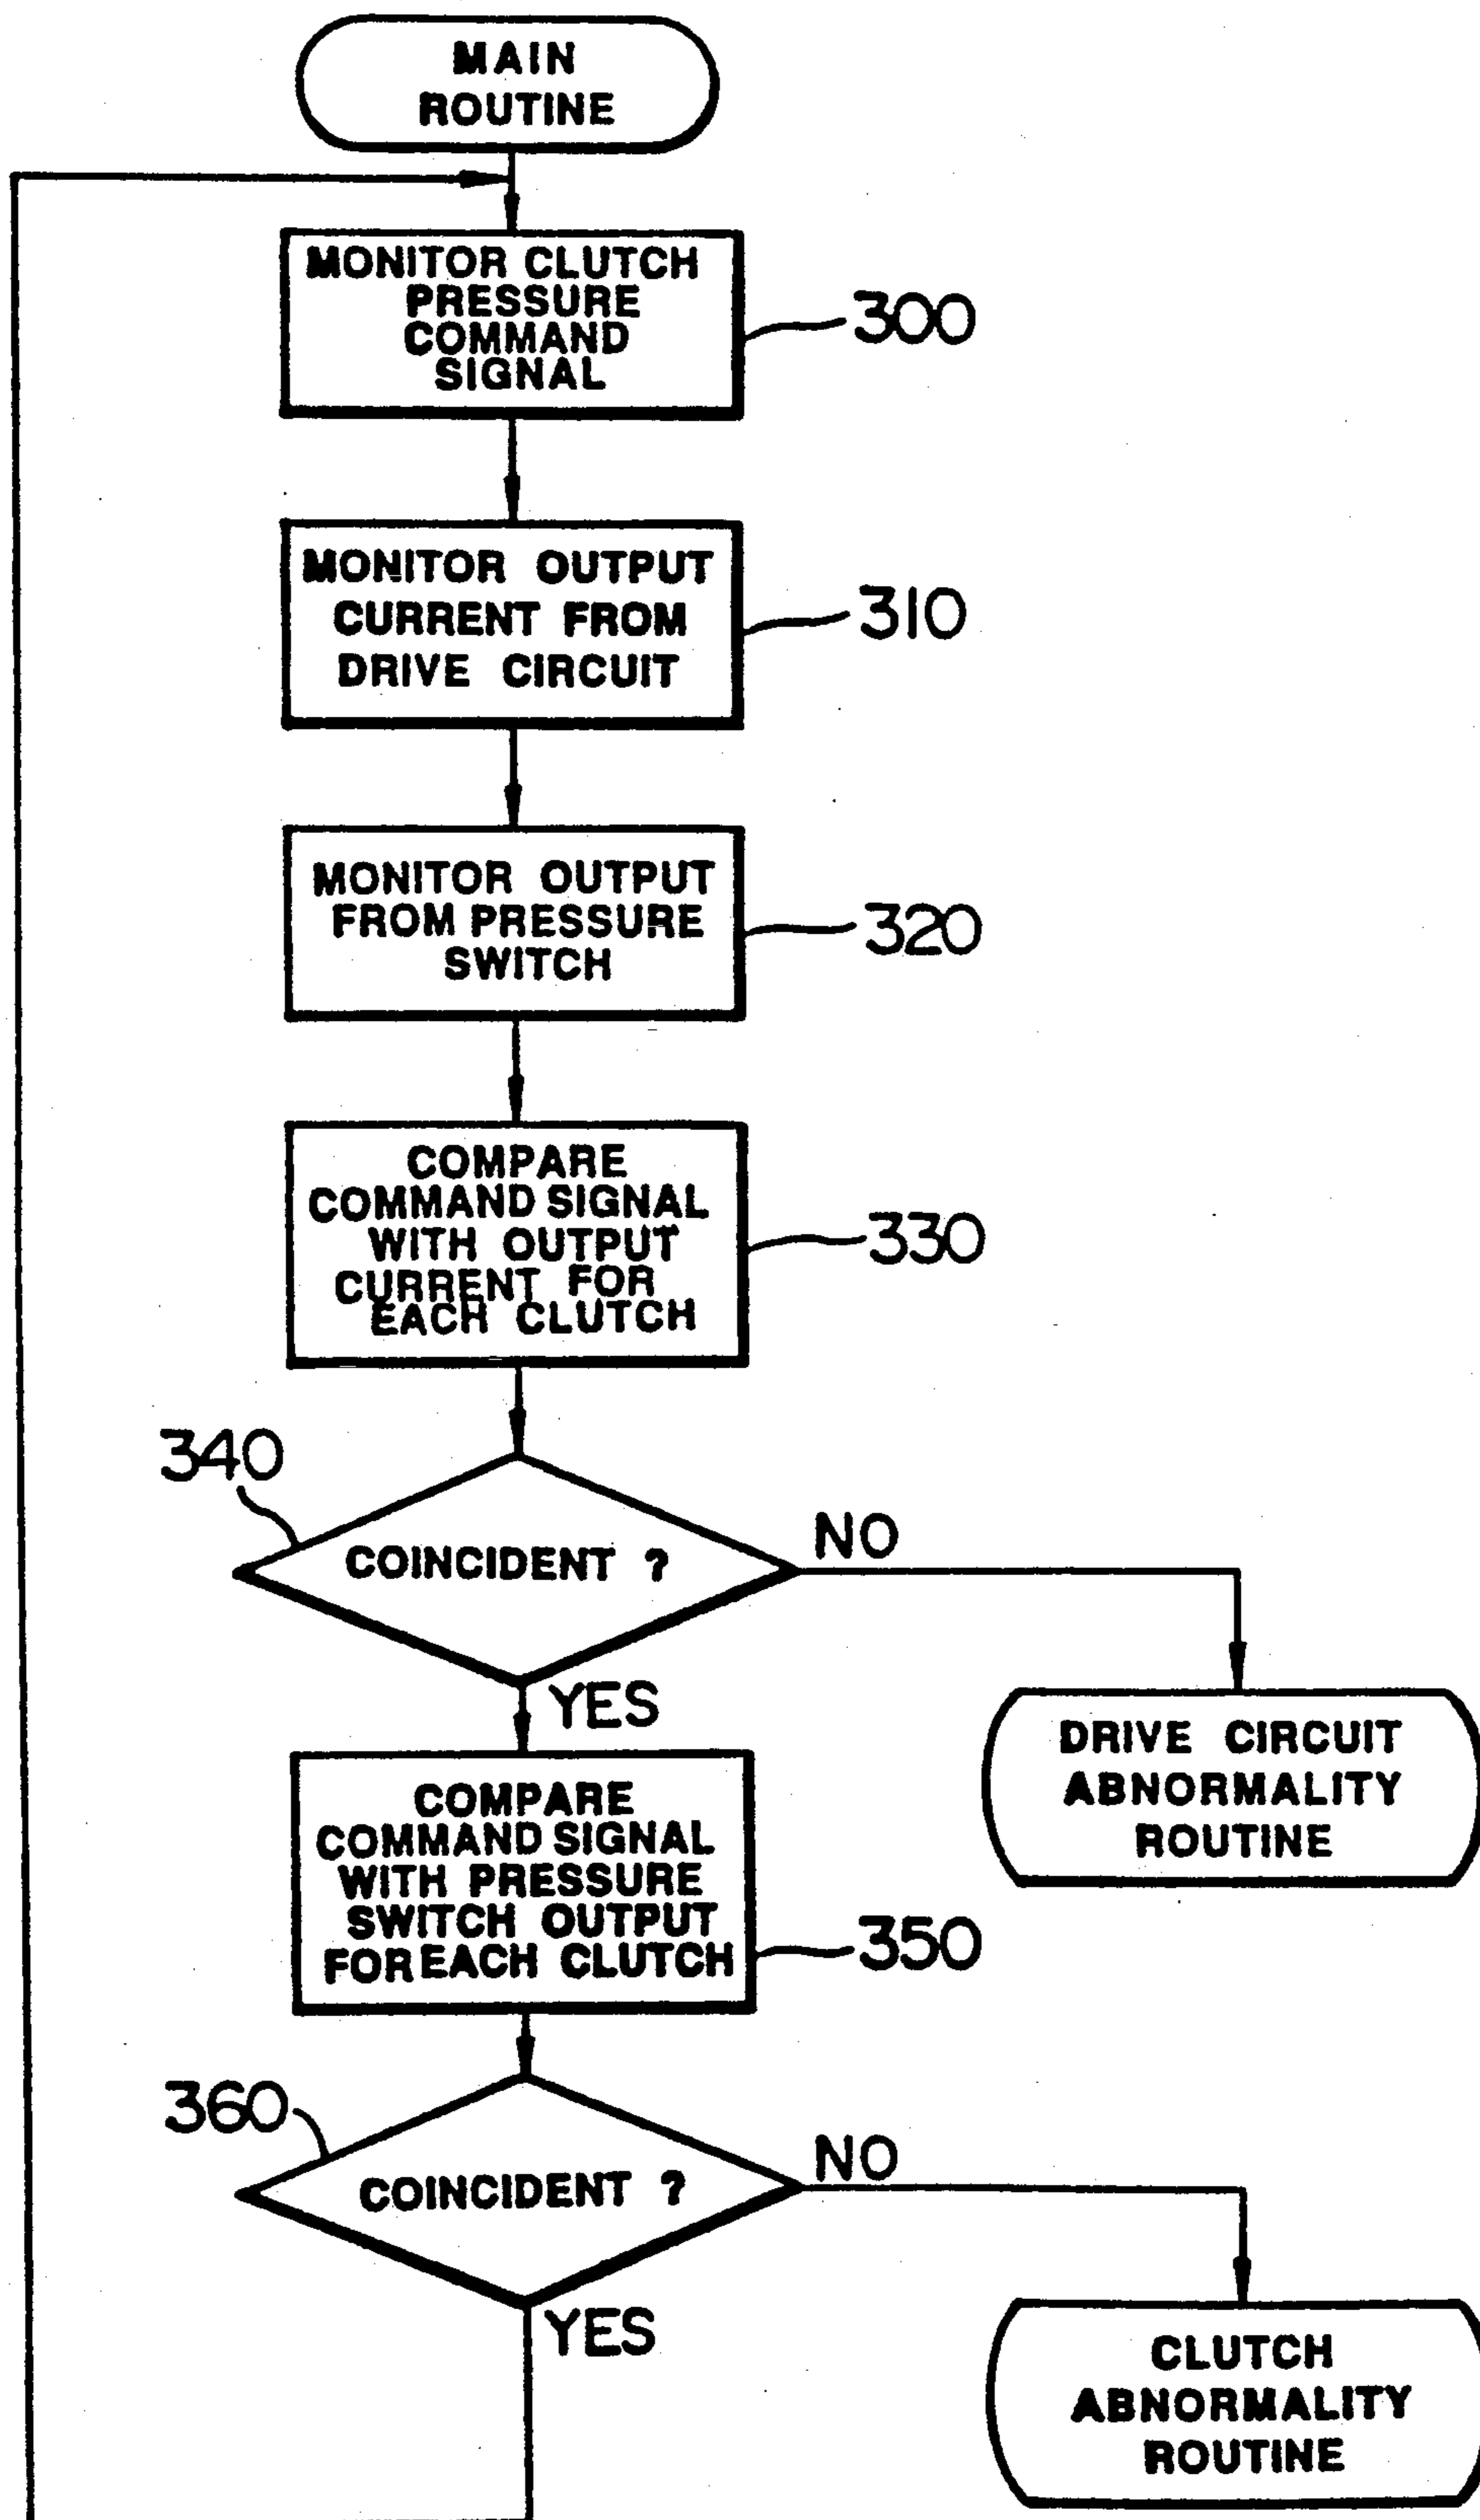 MAIN
ROUTINE
MONITOR CLUTCH
PRESSURE
COMMAND
SIGNAL
300
MONITOR OUTPUT
CURRENT FROM
DRIVE CIRCUIT
310
MONITOR OUTPUT
FROM PRESSURE
SWITCH
320
COMPARE
COMMAND SIGNAL
WITH OUTPUT
CURRENT FOR
EACH CLUTCH
330
340
COINCIDENT ?
NO
YES
DRIVE CIRCUIT
ABNORMALITY
ROUTINE
COMPARE
COMMAND SIGNAL
WITH PRESSURE
SWITCH OUTPUT
FOR EACH CLUTCH
350
360
COINCIDENT ?
NO
YES
CLUTCH
ABNORMALITY
ROUTINE